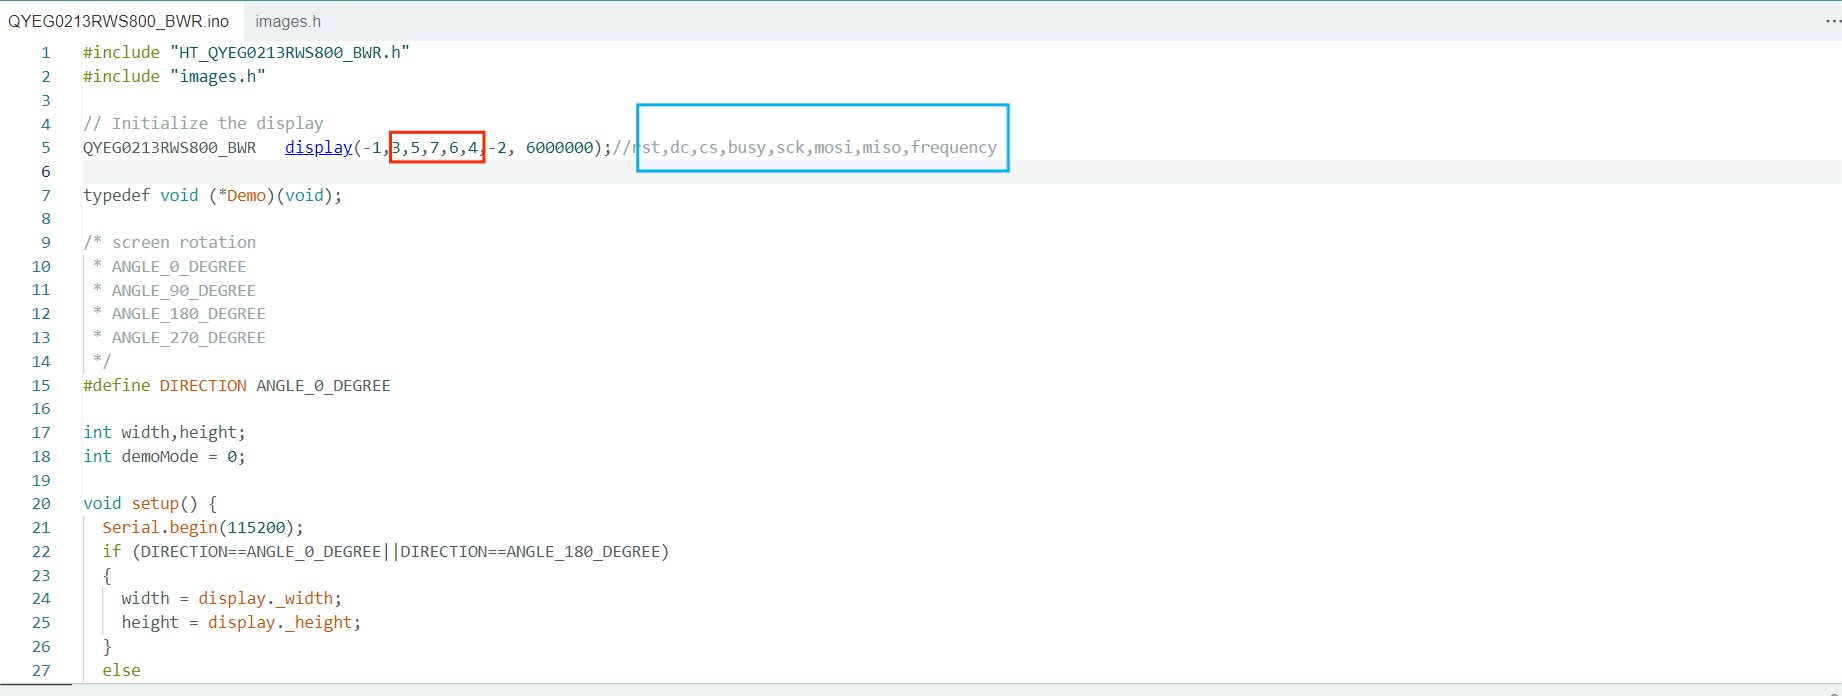 QYEG0213RWS800_BWR.ino images.h ...
1 #include "HT_QYEG0213RWS800_BWR.h"
2 #include "images.h"
3
4 // Initialize the display
5 QYEG0213RWS800_BWR   display(-1,3,5,7,6,4,-2, 6000000);//rst,dc,cs,busy,sck,mosi,miso,frequency
6
7 typedef void (*Demo)(void);
8
9 /* screen rotation
10  * ANGLE_0_DEGREE
11  * ANGLE_90_DEGREE
12  * ANGLE_180_DEGREE
13  * ANGLE_270_DEGREE
14  */
15 #define DIRECTION ANGLE_0_DEGREE
16
17 int width,height;
18 int demoMode = 0;
19
20 void setup() {
21   Serial.begin(115200);
22   if (DIRECTION==ANGLE_0_DEGREE||DIRECTION==ANGLE_180_DEGREE)
23   {
24     width = display._width;
25     height = display._height;
26   }
27   else